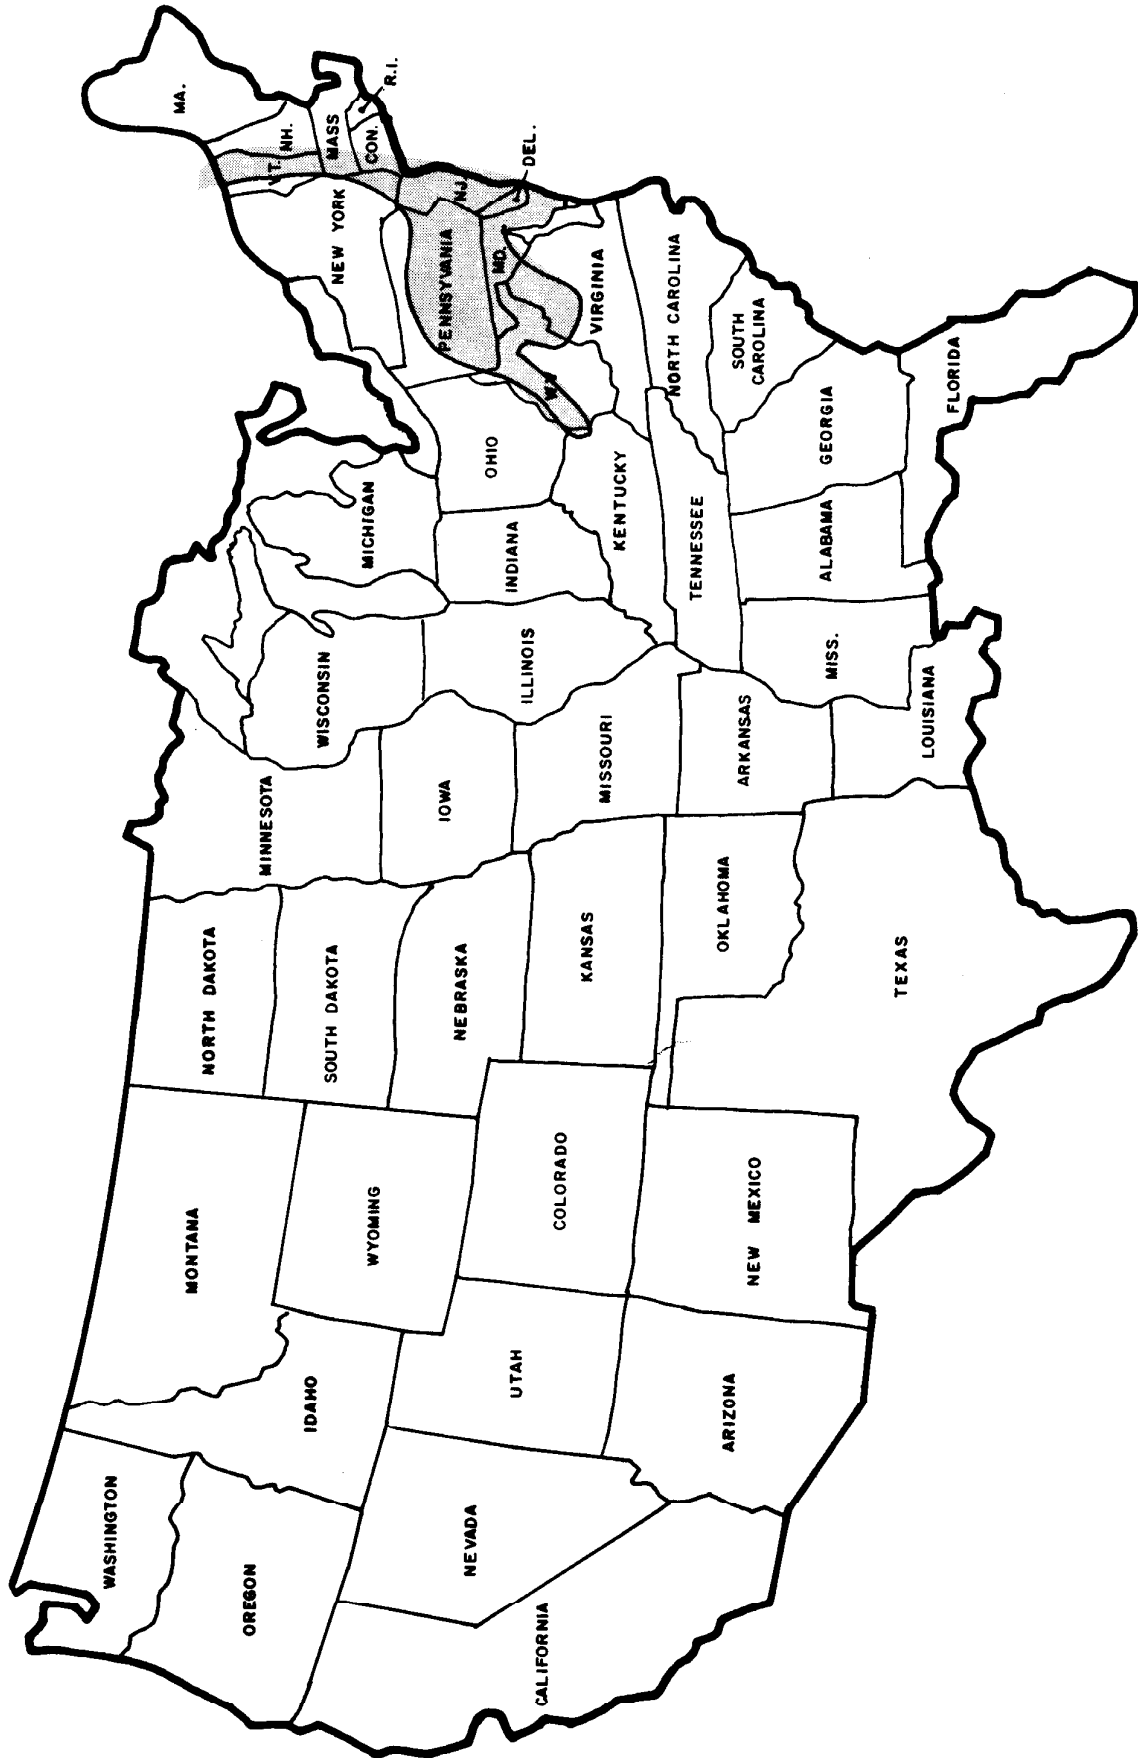 WASHINGTON
OREGON
CALIFORNIA
NEVADA
IDAHO
MONTANA
WYOMING
UTAH
ARIZONA
COLORADO
NEW MEXICO
NORTH DAKOTA
SOUTH DAKOTA
NEBRASKA
KANSAS
OKLAHOMA
TEXAS
MINNESOTA
IOWA
MISSOURI
ARKANSAS
LOUISIANA
WISCONSIN
ILLINOIS
MISS.
MICHIGAN
INDIANA
KENTUCKY
TENNESSEE
ALABAMA
OHIO
GEORGIA
FLORIDA
W.V.
VIRGINIA
NORTH CAROLINA
SOUTH
CAROLINA
PENNSYVANIA
MD.
DEL.
NJ.
NEW YORK
VT.
NH.
MASS
CON.
R.I.
MA.